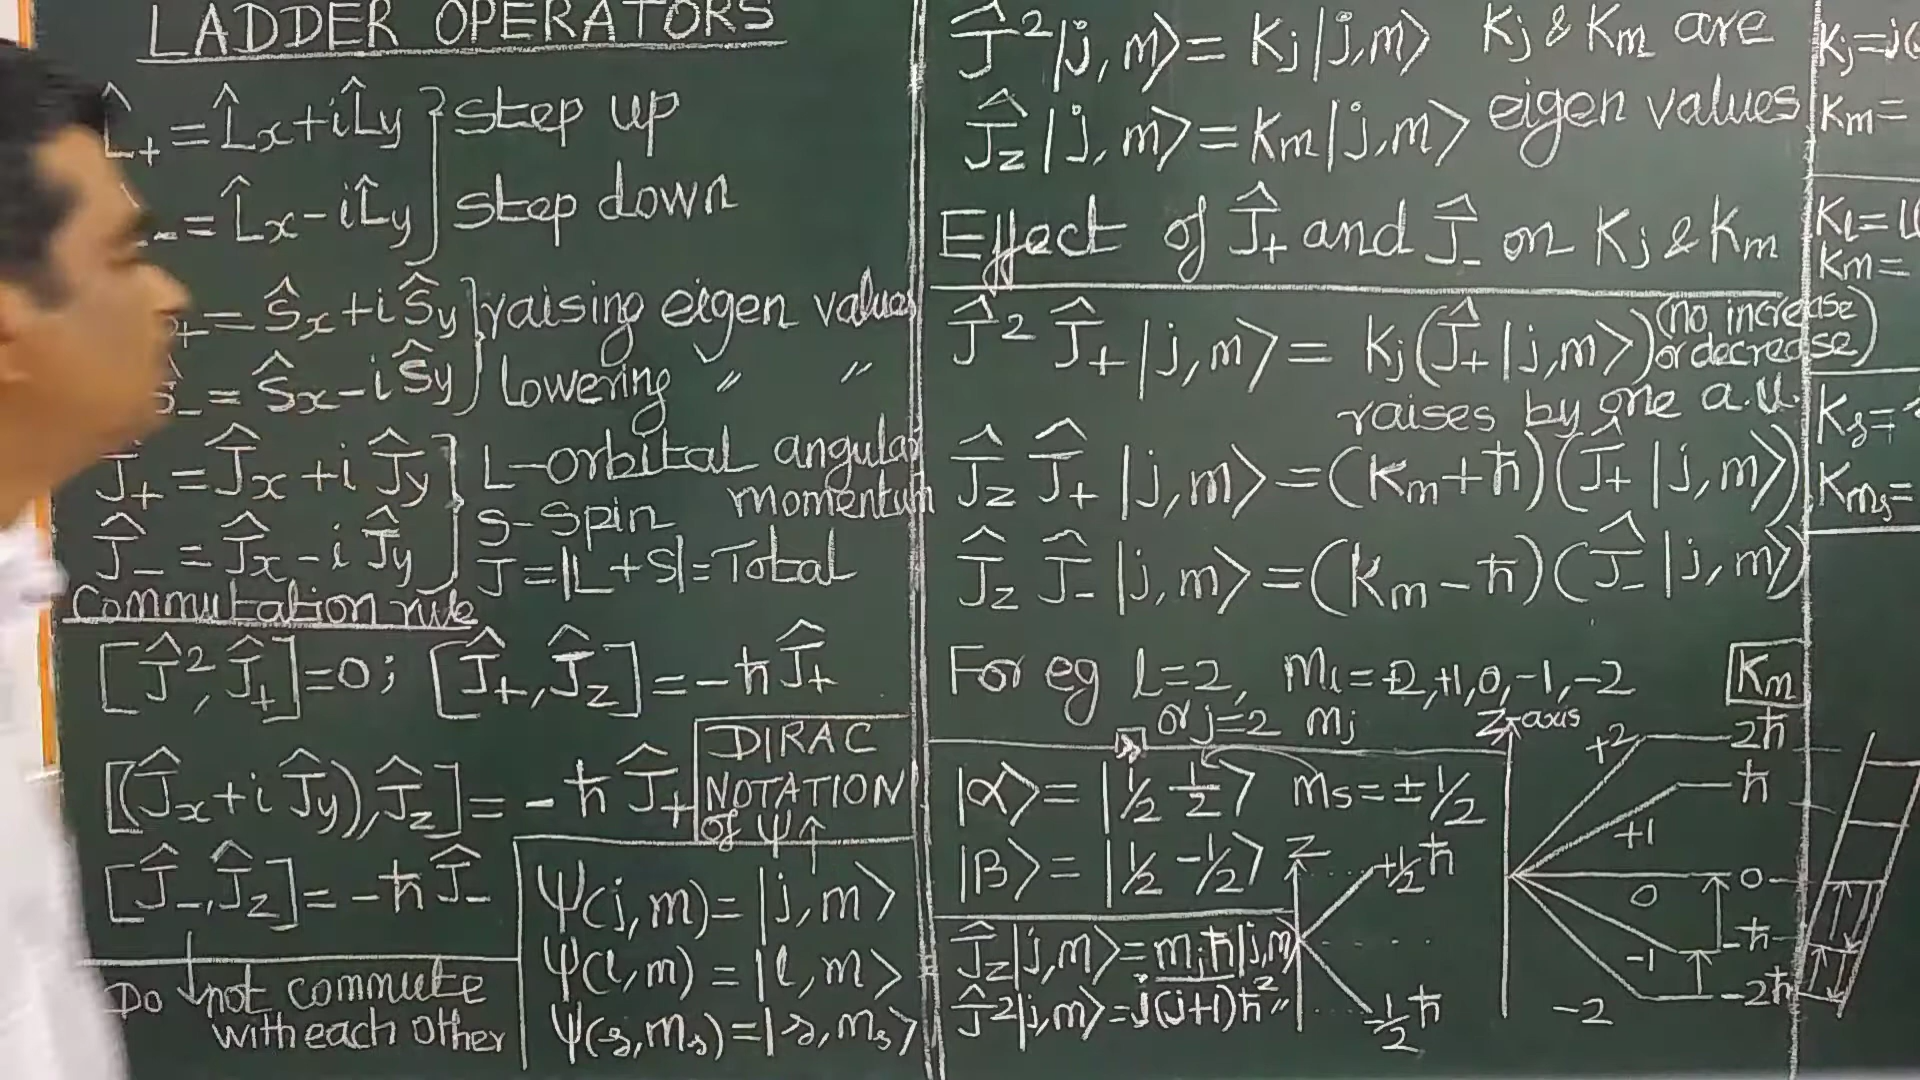 LADDER OPERATORS
L̂₊ = L̂x + iL̂y } step up
₋ = L̂x - iL̂y } step down
₊ = Ŝx + iŜy } raising eigen values
₋ = Ŝx - iŜy } Lowering " "
Ĵ₊ = Ĵx + i Ĵy
Ĵ₋ = Ĵx - i Ĵy
L-orbital angular momentum
S-Spin
J = |L+S| = Total
Commutation rule
[Ĵ², Ĵ₊] = 0; [Ĵ₊, Ĵz] = -ħ Ĵ₊
[(Ĵx + i Ĵy), Ĵz] = -ħ Ĵ₊
[Ĵ₋, Ĵz] = -ħ Ĵ₋
Do not commute
with each other
DIRAC
NOTATION
of ψ ↑
ψ(j, m) = |j, m>
ψ(l, m) = |l, m>
ψ(s, ms) = |s, ms>
Ĵ²|j, m> = Kj|j, m> Kj & Km are
Ĵz|j, m> = Km|j, m> eigen values
Effect of Ĵ₊ and Ĵ₋ on Kj & Km
Ĵ² Ĵ₊|j, m> = Kj(Ĵ₊|j, m>) (no increase
or decrease)
raises by one a.u.
Ĵz Ĵ₊ |j, m> = (Km + ħ)(Ĵ₊ |j, m>)
Ĵz Ĵ₋ |j, m> = (Km - ħ)(Ĵ₋ |j, m>)
For eg l=2, ml = +2, +1, 0, -1, -2
or j=2 mj
|α> = |½ ½> ms = ±½
|β> = |½ -½>
Z
+½ħ
-½ħ
Ĵz|j, m> = mjħ|j, m>
Ĵ²|j, m> = j(j+1)ħ² "
Z axis
Km
+2 2ħ
+1 ħ
0 0
-1 -ħ
-2 -2ħ
Kj = j(
Km =
Kl = l(
Km =
Ks =
Kms =